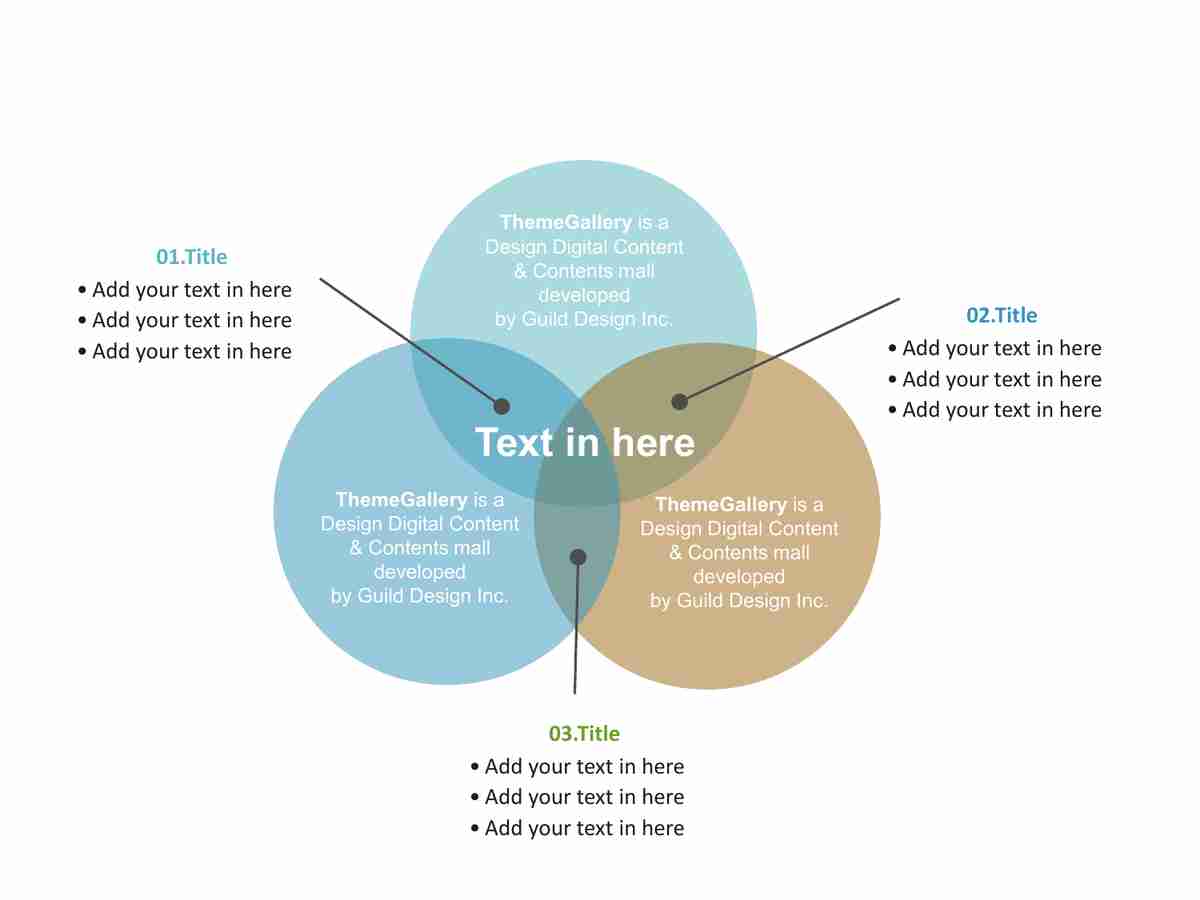 ThemeGallery is a
Design Digital Content
& Contents mall
developed
by Guild Design Inc.
01.Title
• Add your text in here
• Add your text in here
• Add your text in here
02.Title
• Add your text in here
• Add your text in here
• Add your text in here
Text in here
ThemeGallery is a
Design Digital Content
& Contents mall
developed
by Guild Design Inc.
ThemeGallery is a
Design Digital Content
& Contents mall
developed
by Guild Design Inc.
03.Title
• Add your text in here
• Add your text in here
• Add your text in here